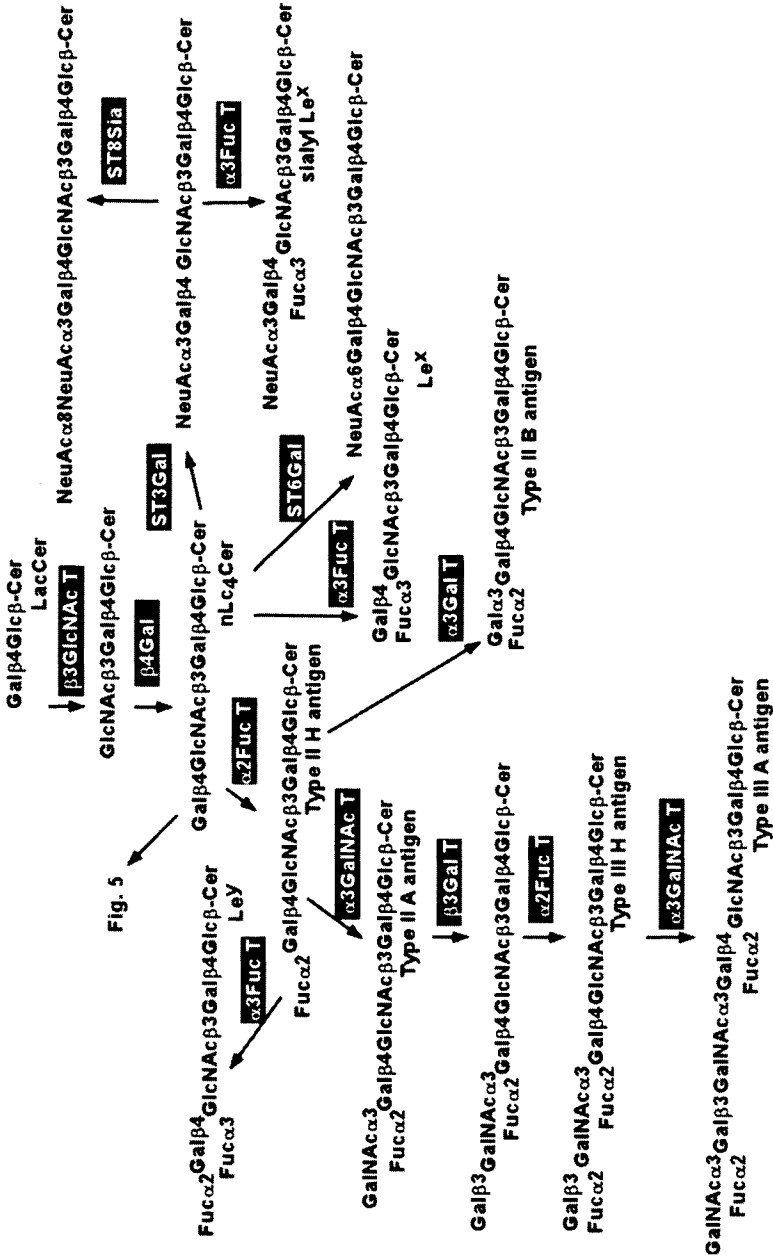 Galβ4Glcβ-Cer
LacCer
β3GlcNAc T
GlcNAcβ3Galβ4Glcβ-Cer
β4Gal
Galβ4GlcNAcβ3Galβ4Glcβ-Cer
nLc₄Cer
Fig. 5
ST3Gal
NeuAcα8NeuAcα3Galβ4GlcNAcβ3Galβ4Glcβ-Cer
ST8Sia
NeuAcα3Galβ4 GlcNAcβ3Galβ4Glcβ-Cer
α3Fuc T
NeuAcα3Galβ4
GlcNAcβ3Galβ4Glcβ-Cer
Fucα3
sialyl Leˣ
ST6Gal
NeuAcα6Galβ4GlcNAcβ3Galβ4Glcβ-Cer
α3Fuc T
Galβ4
GlcNAcβ3Galβ4Glcβ-Cer
Fucα3
Leˣ
α2Fuc T
Galβ4GlcNAcβ3Galβ4Glcβ-Cer
Fucα2
Type II H antigen
α3Fuc T
Fucα2
Galβ4
GlcNAcβ3Galβ4Glcβ-Cer
Fucα3
Leʸ
α3Gal T
Galα3
Galβ4GlcNAcβ3Galβ4Glcβ-Cer
Fucα2
Type II B antigen
α3GalNAc T
GalNAcα3
Galβ4GlcNAcβ3Galβ4Glcβ-Cer
Fucα2
Type II A antigen
β3Gal T
Galβ3
GalNAcα3
Galβ4GlcNAcβ3Galβ4Glcβ-Cer
Fucα2
α2Fuc T
Galβ3
GalNAcα3
Galβ4GlcNAcβ3Galβ4Glcβ-Cer
Fucα2
Fucα2
Type III H antigen
α3GalNAc T
GalNAcα3
Galβ3GalNAcα3
Galβ4
GlcNAcβ3Galβ4Glcβ-Cer
Fucα2
Fucα2
Type III A antigen